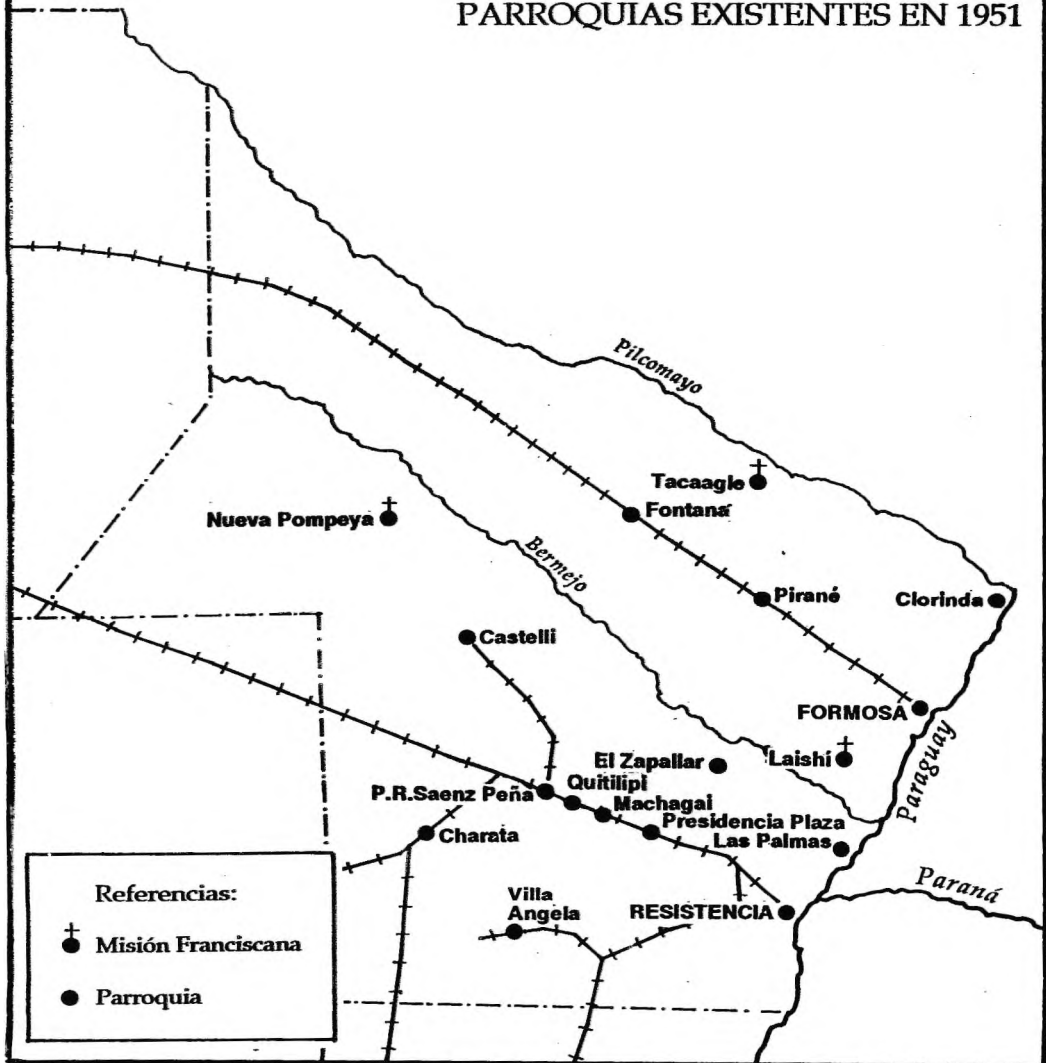 PARROQUIAS EXISTENTES EN 1951
Pilcomayo
Tacaagle
Fontana
Nueva Pompeya
Bermejo
Pirané
Clorinda
Castelli
FORMOSA
Laishí
El Zapallar
Paraguay
P.R.Saenz Peña
Quitilipi
Machagai
Presidencia Plaza
Charata
Las Palmas
Paraná
Villa
Angela
RESISTENCIA
Referencias:
Misión Franciscana
Parroquia